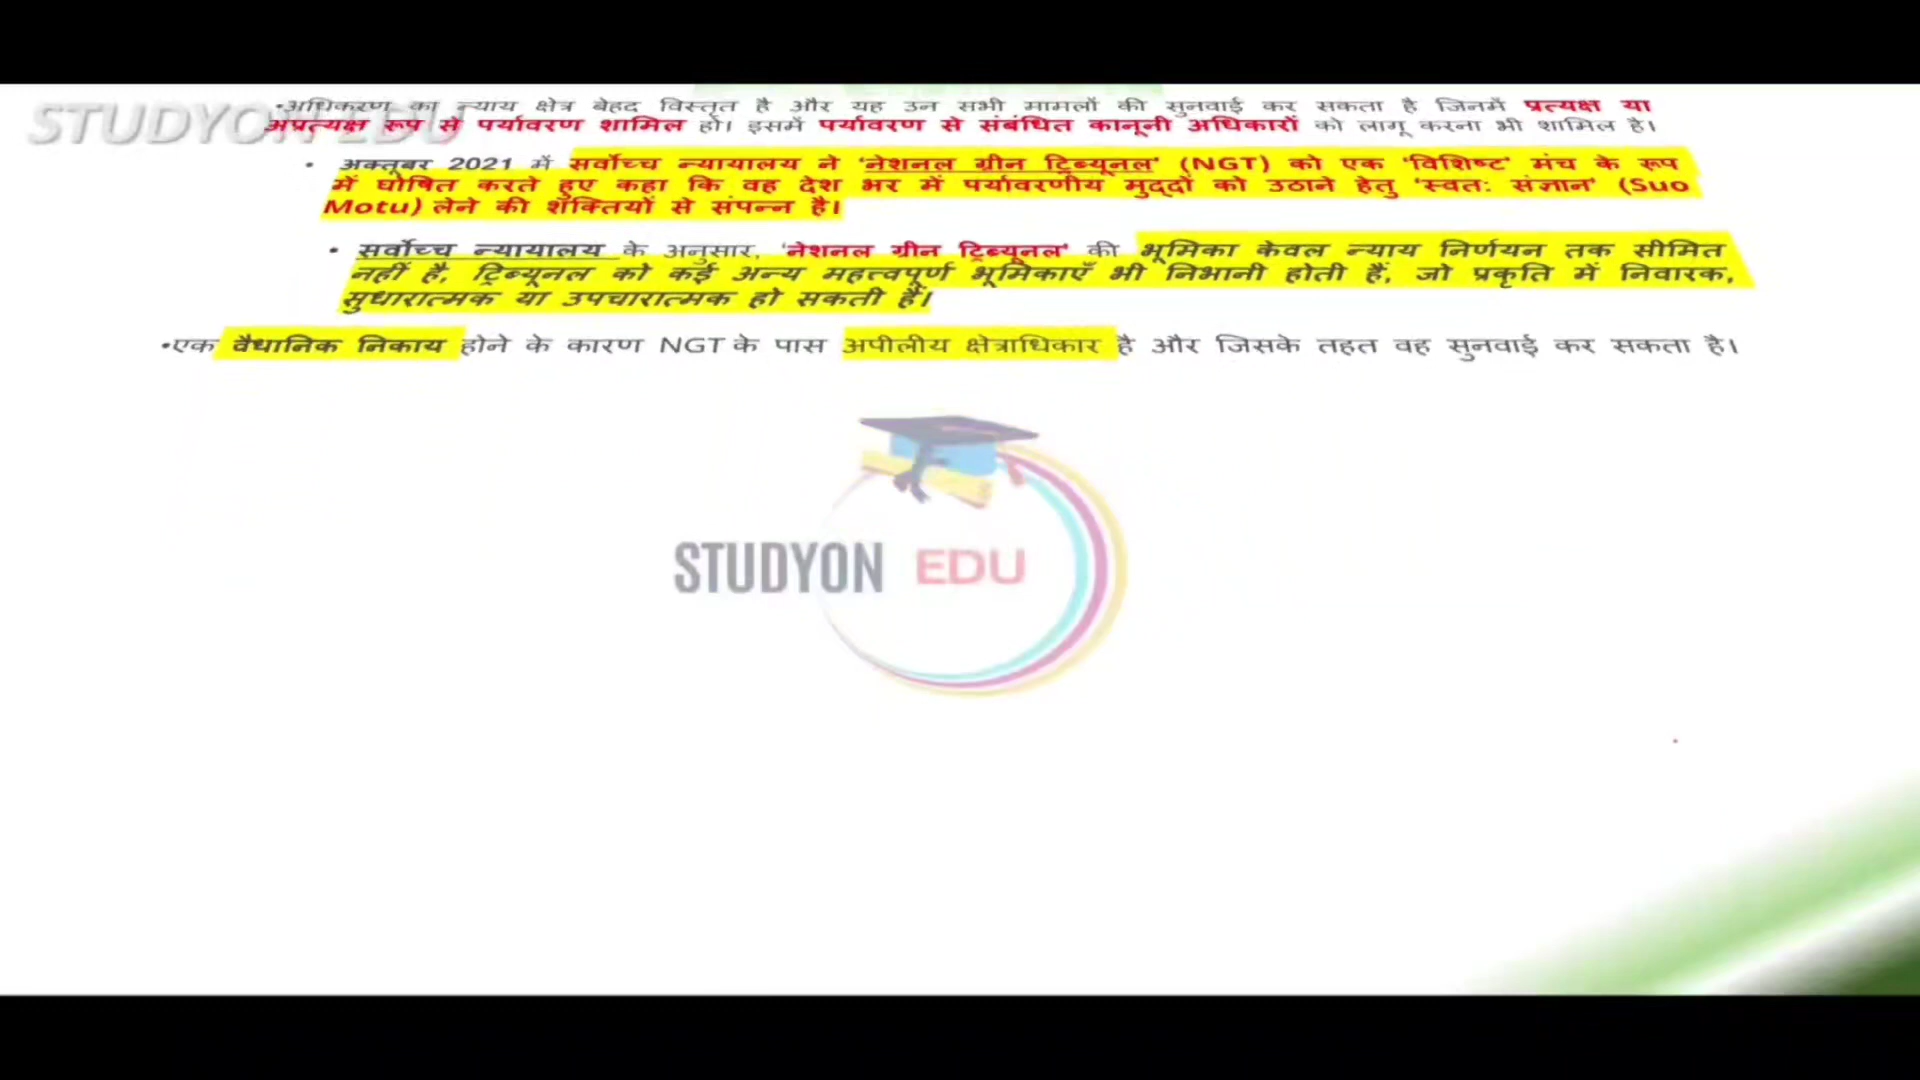 STUDYON EDU
•अधिकरण का न्याय क्षेत्र बेहद विस्तृत है और यह उन सभी मामलों की सुनवाई कर सकता है जिनमें प्रत्यक्ष या
अप्रत्यक्ष रूप से पर्यावरण शामिल हो। इसमें पर्यावरण से संबंधित कानूनी अधिकारों को लागू करना भी शामिल है।
• अक्तूबर 2021 में सर्वोच्च न्यायालय ने 'नेशनल ग्रीन ट्रिब्यूनल' (NGT) को एक 'विशिष्ट' मंच के रूप
में घोषित करते हुए कहा कि वह देश भर में पर्यावरणीय मुद्दों को उठाने हेतु 'स्वतः संज्ञान' (Suo
Motu) लेने की शक्तियों से संपन्न है।
• सर्वोच्च न्यायालय के अनुसार, 'नेशनल ग्रीन ट्रिब्यूनल' की भूमिका केवल न्याय निर्णयन तक सीमित
नहीं है, ट्रिब्यूनल को कई अन्य महत्त्वपूर्ण भूमिकाएँ भी निभानी होती हैं, जो प्रकृति में निवारक,
सुधारात्मक या उपचारात्मक हो सकती हैं।
•एक वैधानिक निकाय होने के कारण NGT के पास अपीलीय क्षेत्राधिकार है और जिसके तहत वह सुनवाई कर सकता है।
STUDYON EDU